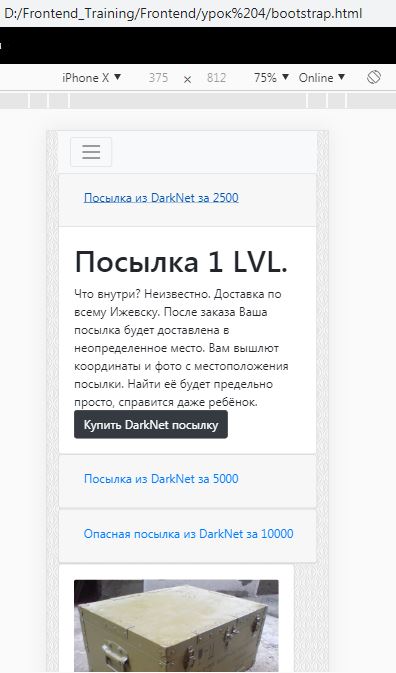 D:/Frontend_Training/Frontend/урок%204/bootstrap.html
iPhone X ▼ 375 × 812 75% ▼ Online ▼
Посылка из DarkNet за 2500
Посылка 1 LVL.
Что внутри? Неизвестно. Доставка по
всему Ижевску. После заказа Ваша
посылка будет доставлена в
неопределенное место. Вам вышлют
координаты и фото с местоположения
посылки. Найти её будет предельно
просто, справится даже ребёнок.
Купить DarkNet посылку
Посылка из DarkNet за 5000
Опасная посылка из DarkNet за 10000